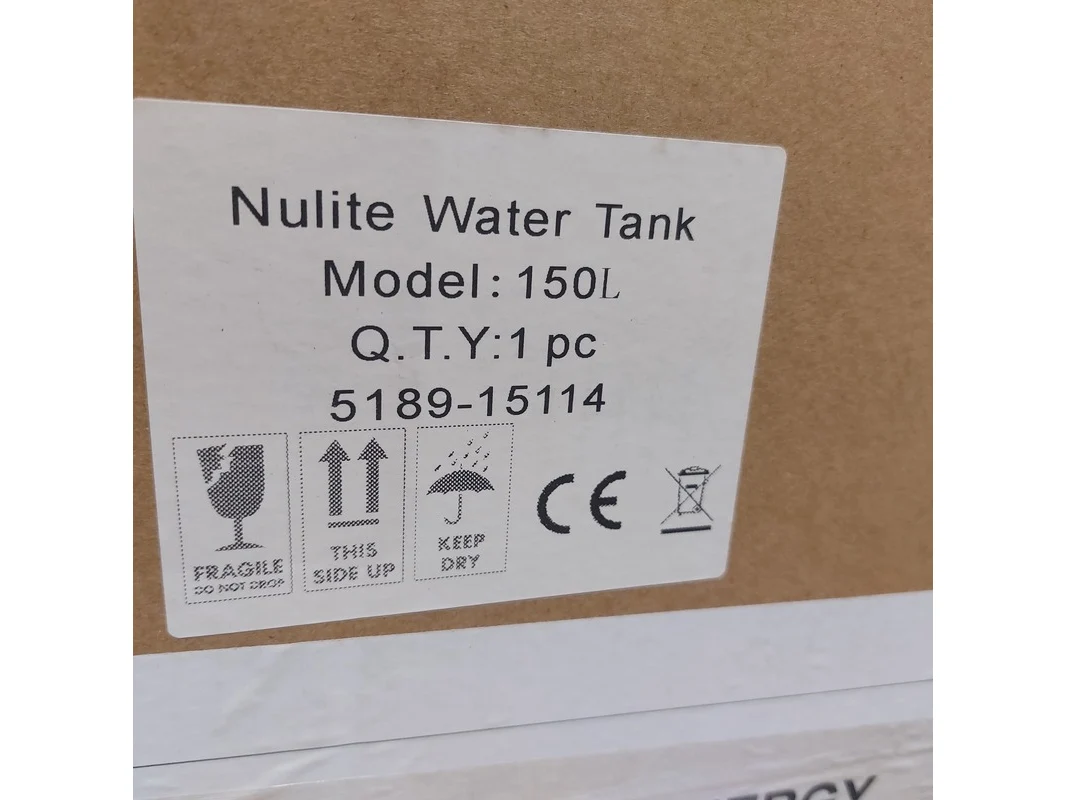 Nulite Water Tank
Model: 150L
Q.T.Y:1 pc
5189-15114
FRAGILE
DO NOT DROP
THIS
SIDE UP
KEEP
DRY
CE